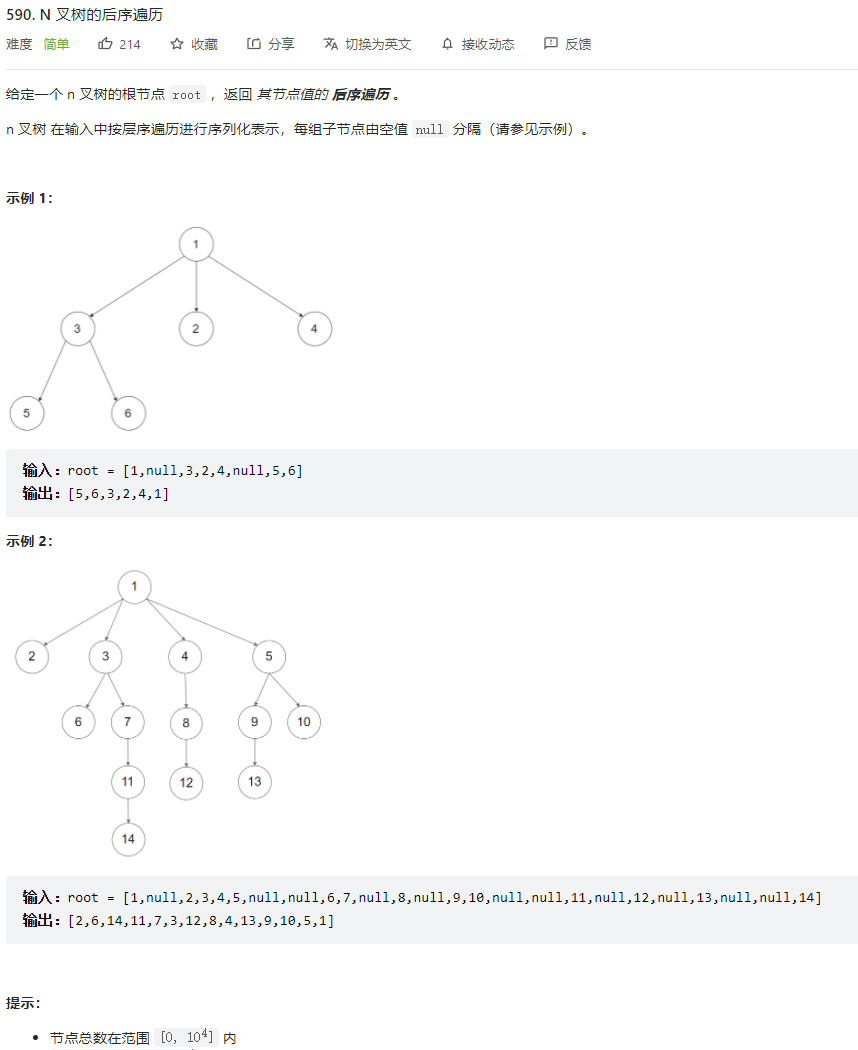 590. N 叉树的后序遍历
难度 简单 214 收藏 分享 切换为英文 接收动态 反馈
给定一个 n 叉树的根节点 root ，返回 其节点值的 后序遍历 。
n 叉树 在输入中按层序遍历进行序列化表示，每组子节点由空值 null 分隔（请参见示例）。
示例 1：
1
3 2 4
5 6
输入：root = [1,null,3,2,4,null,5,6]
输出：[5,6,3,2,4,1]
示例 2：
1
2 3 4 5
6 7 8 9 10
11 12 13
14
输入：root = [1,null,2,3,4,5,null,null,6,7,null,8,null,9,10,null,null,11,null,12,null,13,null,null,14]
输出：[2,6,14,11,7,3,12,8,4,13,9,10,5,1]
提示：
• 节点总数在范围 [0, 10⁴] 内